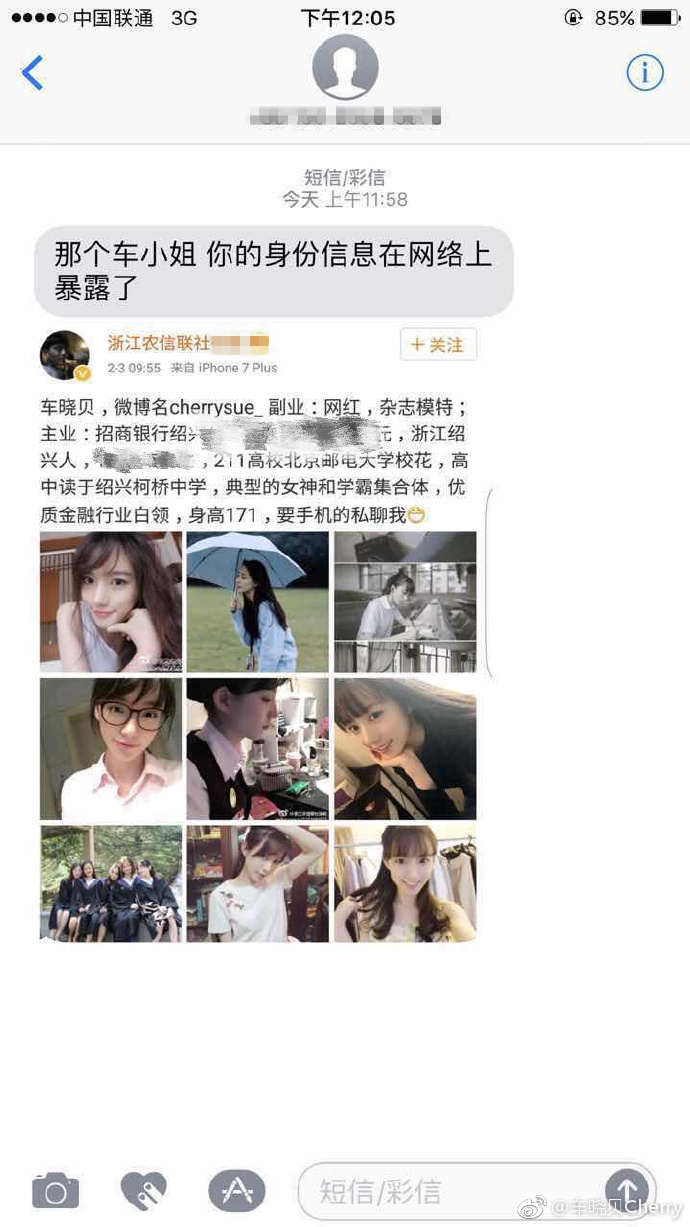 中国联通 3G 下午12:05 85%
短信/彩信
今天 上午11:58
那个车小姐 你的身份信息在网络上
暴露了
浙江农信联社
+关注
2-3 09:55 来自 iPhone 7 Plus
车晓贝，微博名cherrysue_ 副业：网红，杂志模特；
主业：招商银行绍兴 元，浙江绍
兴人， ，211高校北京邮电大学校花，高
中读于绍兴柯桥中学，典型的女神和学霸集合体，优
质金融行业白领，身高171，要手机的私聊我
短信/彩信
@车晓贝Cherry